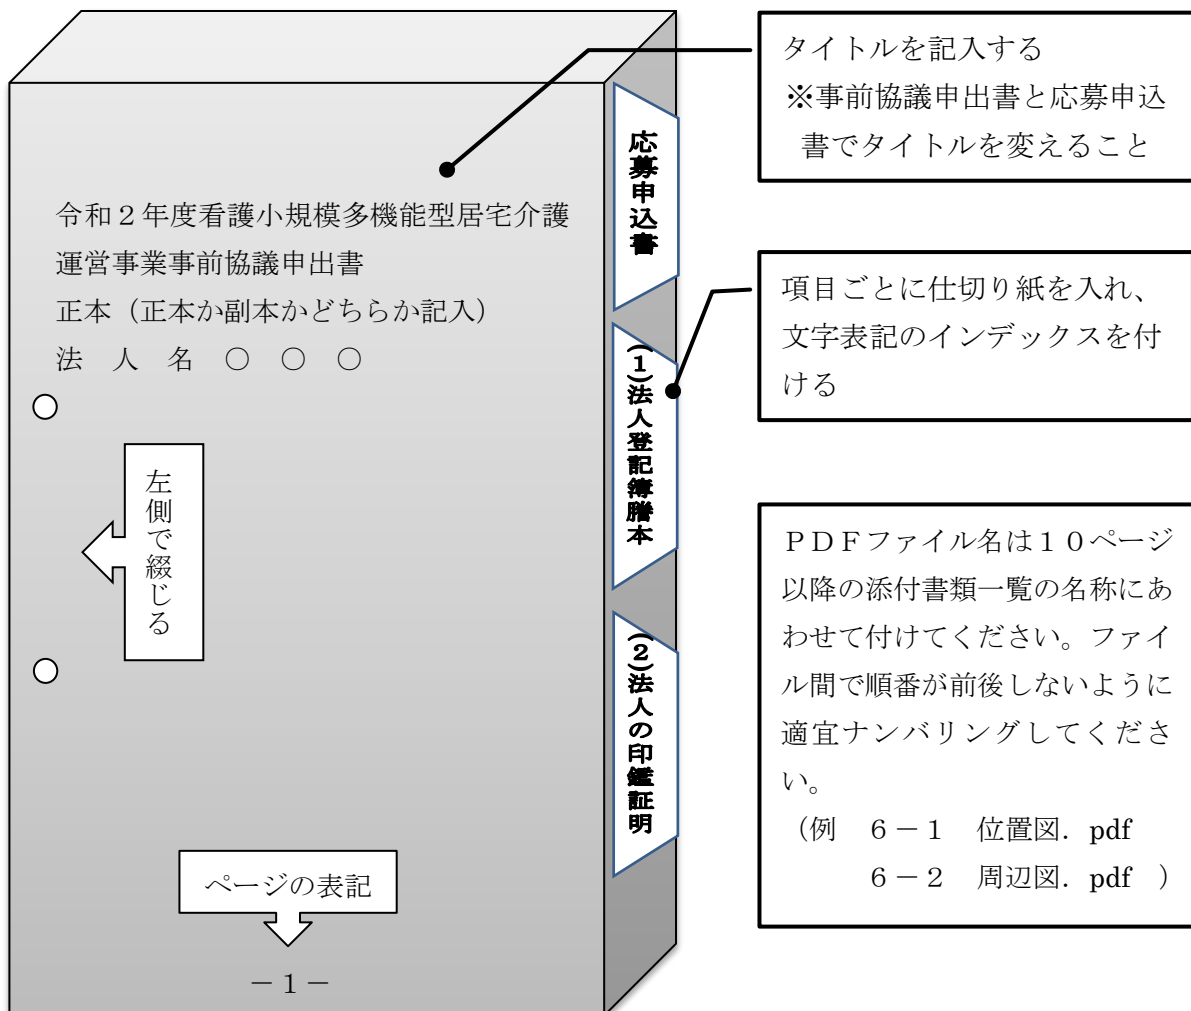 令和２年度看護小規模多機能型居宅介護
運営事業事前協議申出書
正本（正本か副本かどちらか記入）
法　人　名　○　○　○
左側で綴じる
ページの表記
－１－
応募申込書
(1)法人登記簿謄本
(2)法人の印鑑証明
タイトルを記入する
※事前協議申出書と応募申込
書でタイトルを変えること
項目ごとに仕切り紙を入れ、
文字表記のインデックスを付
ける
ＰＤＦファイル名は１０ページ
以降の添付書類一覧の名称にあ
わせて付けてください。ファイ
ル間で順番が前後しないように
適宜ナンバリングしてくださ
い。
（例　６－１　位置図．pdf
６－２　周辺図．pdf　）